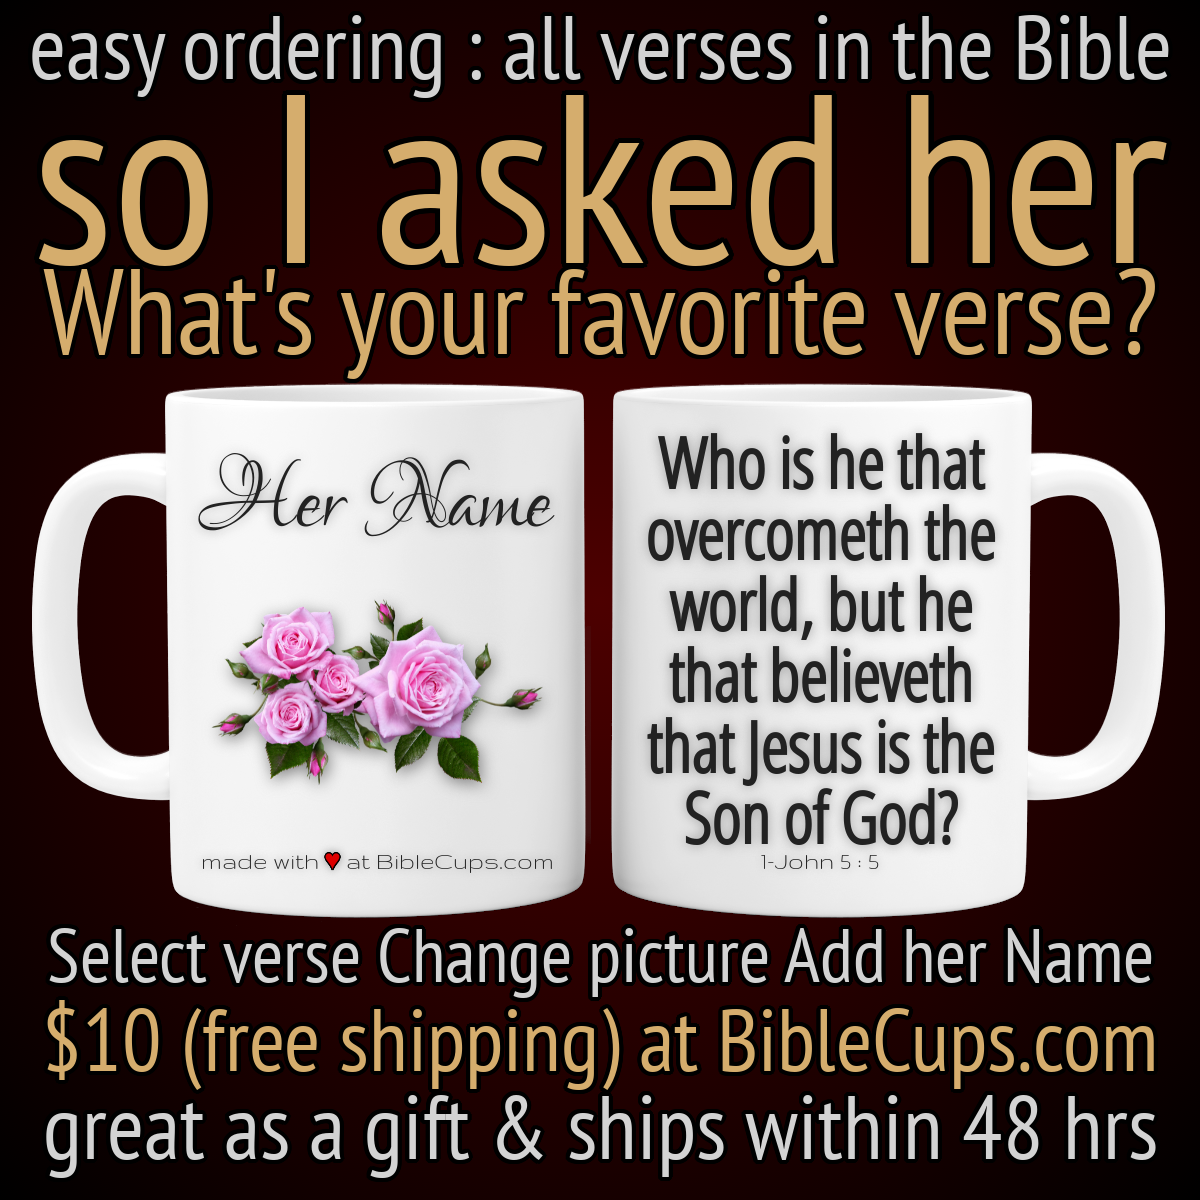 easy ordering : all verses in the Bible
so I asked her
What's your favorite verse?
Her Name
made with ❤ at BibleCups.com
Who is he that
overcometh the
world, but he
that believeth
that Jesus is the
Son of God?
1-John 5 : 5
Select verse Change picture Add her Name
$10 (free shipping) at BibleCups.com
great as a gift & ships within 48 hrs